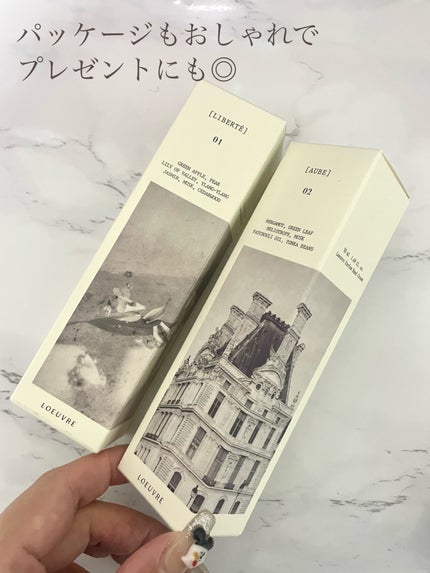 パッケージもおしゃれで
プレゼントにも◎
[LIBERTÉ]
01
GREEN APPLE, PEAR
LILY OF VALLEY, YLANG-YLANG
JASMIN, MUSK, CEDARWOOD
LOEUVRE
[AUBE]
02
BERGAMOT, GREEN LEAF
HELIOTROPE, MUSK
PATCHOULI OIL, TONKA BEANS
LOEUVRE